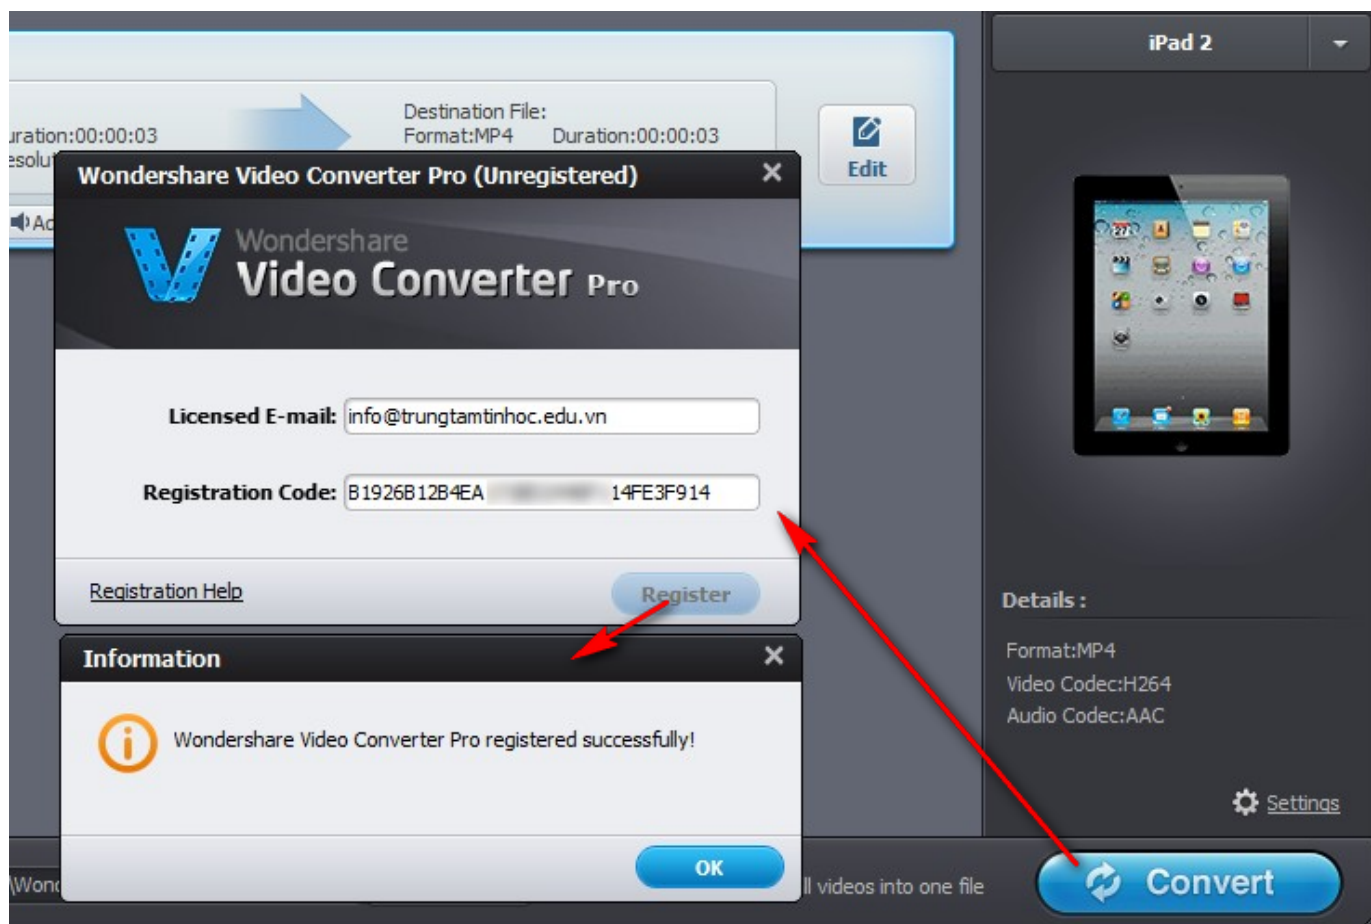 iPad 2
Destination File:
uration:00:00:03
Format:MP4 Duration:00:00:03
esolut
Edit
Ac
Wondershare Video Converter Pro (Unregistered)
Wondershare
Video Converter Pro
Licensed E-mail: info@trungtamtinhoc.edu.vn
Registration Code: B1926B12B4EA 14FE3F914
Registration Help
Register
Information
Wondershare Video Converter Pro registered successfully!
OK
Details :
Format:MP4
Video Codec:H264
Audio Codec:AAC
Settings
\Wond
ll videos into one file
Convert